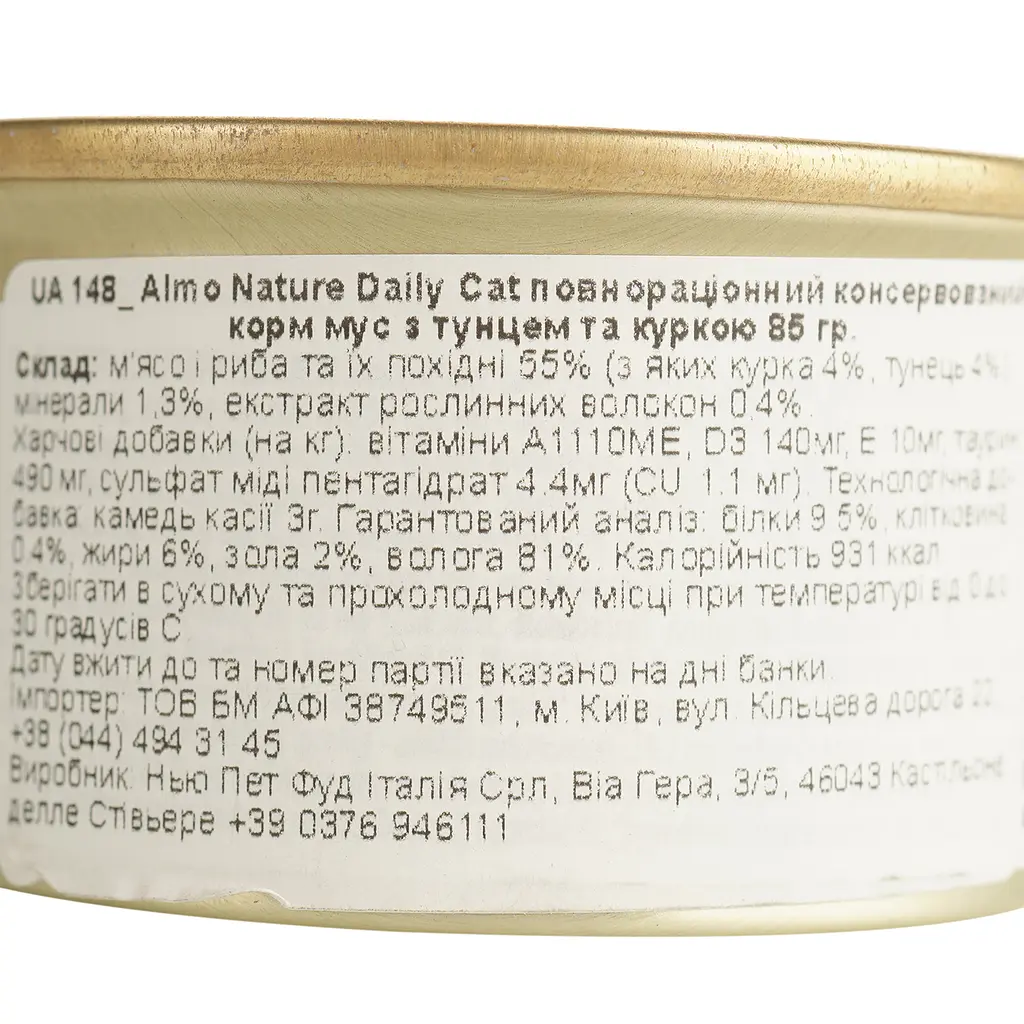 UA 148_ Almo Nature Daily Cat повнораціонний консервований
корм мус з тунцем та куркою 85 гр.
Склад: м'ясо і риба та їх похідні 55% (з яких курка 4%, тунець 4%)
мінерали 1,3%, екстракт рослинних волокон 0.4%.
Харчові добавки (на кг): вітаміни А1110МЕ, D3 140мг, Е 10мг, таурин
490 мг, сульфат міді пентагідрат 4.4мг (CU 1.1 мг). Технологічна до-
бавка: камедь касії 3г. Гарантований аналіз: білки 9.5%, клітковина
0.4%, жири 6%, зола 2%, волога 81%. Калорійність 931 ккал
Зберігати в сухому та прохолодному місці при температурі від 0 до
30 градусів С
Дату вжити до та номер партії вказано на дні банки.
Імпортер: ТОВ БМ АФІ 38749511, м. Київ, вул. Кільцева дорога 22,
+38 (044) 494 31 45
Виробник: Нью Пет Фуд Італія Срл, Віа Гера, 3/5, 46043 Кастільоне
делле Стівьере +39 0376 946111